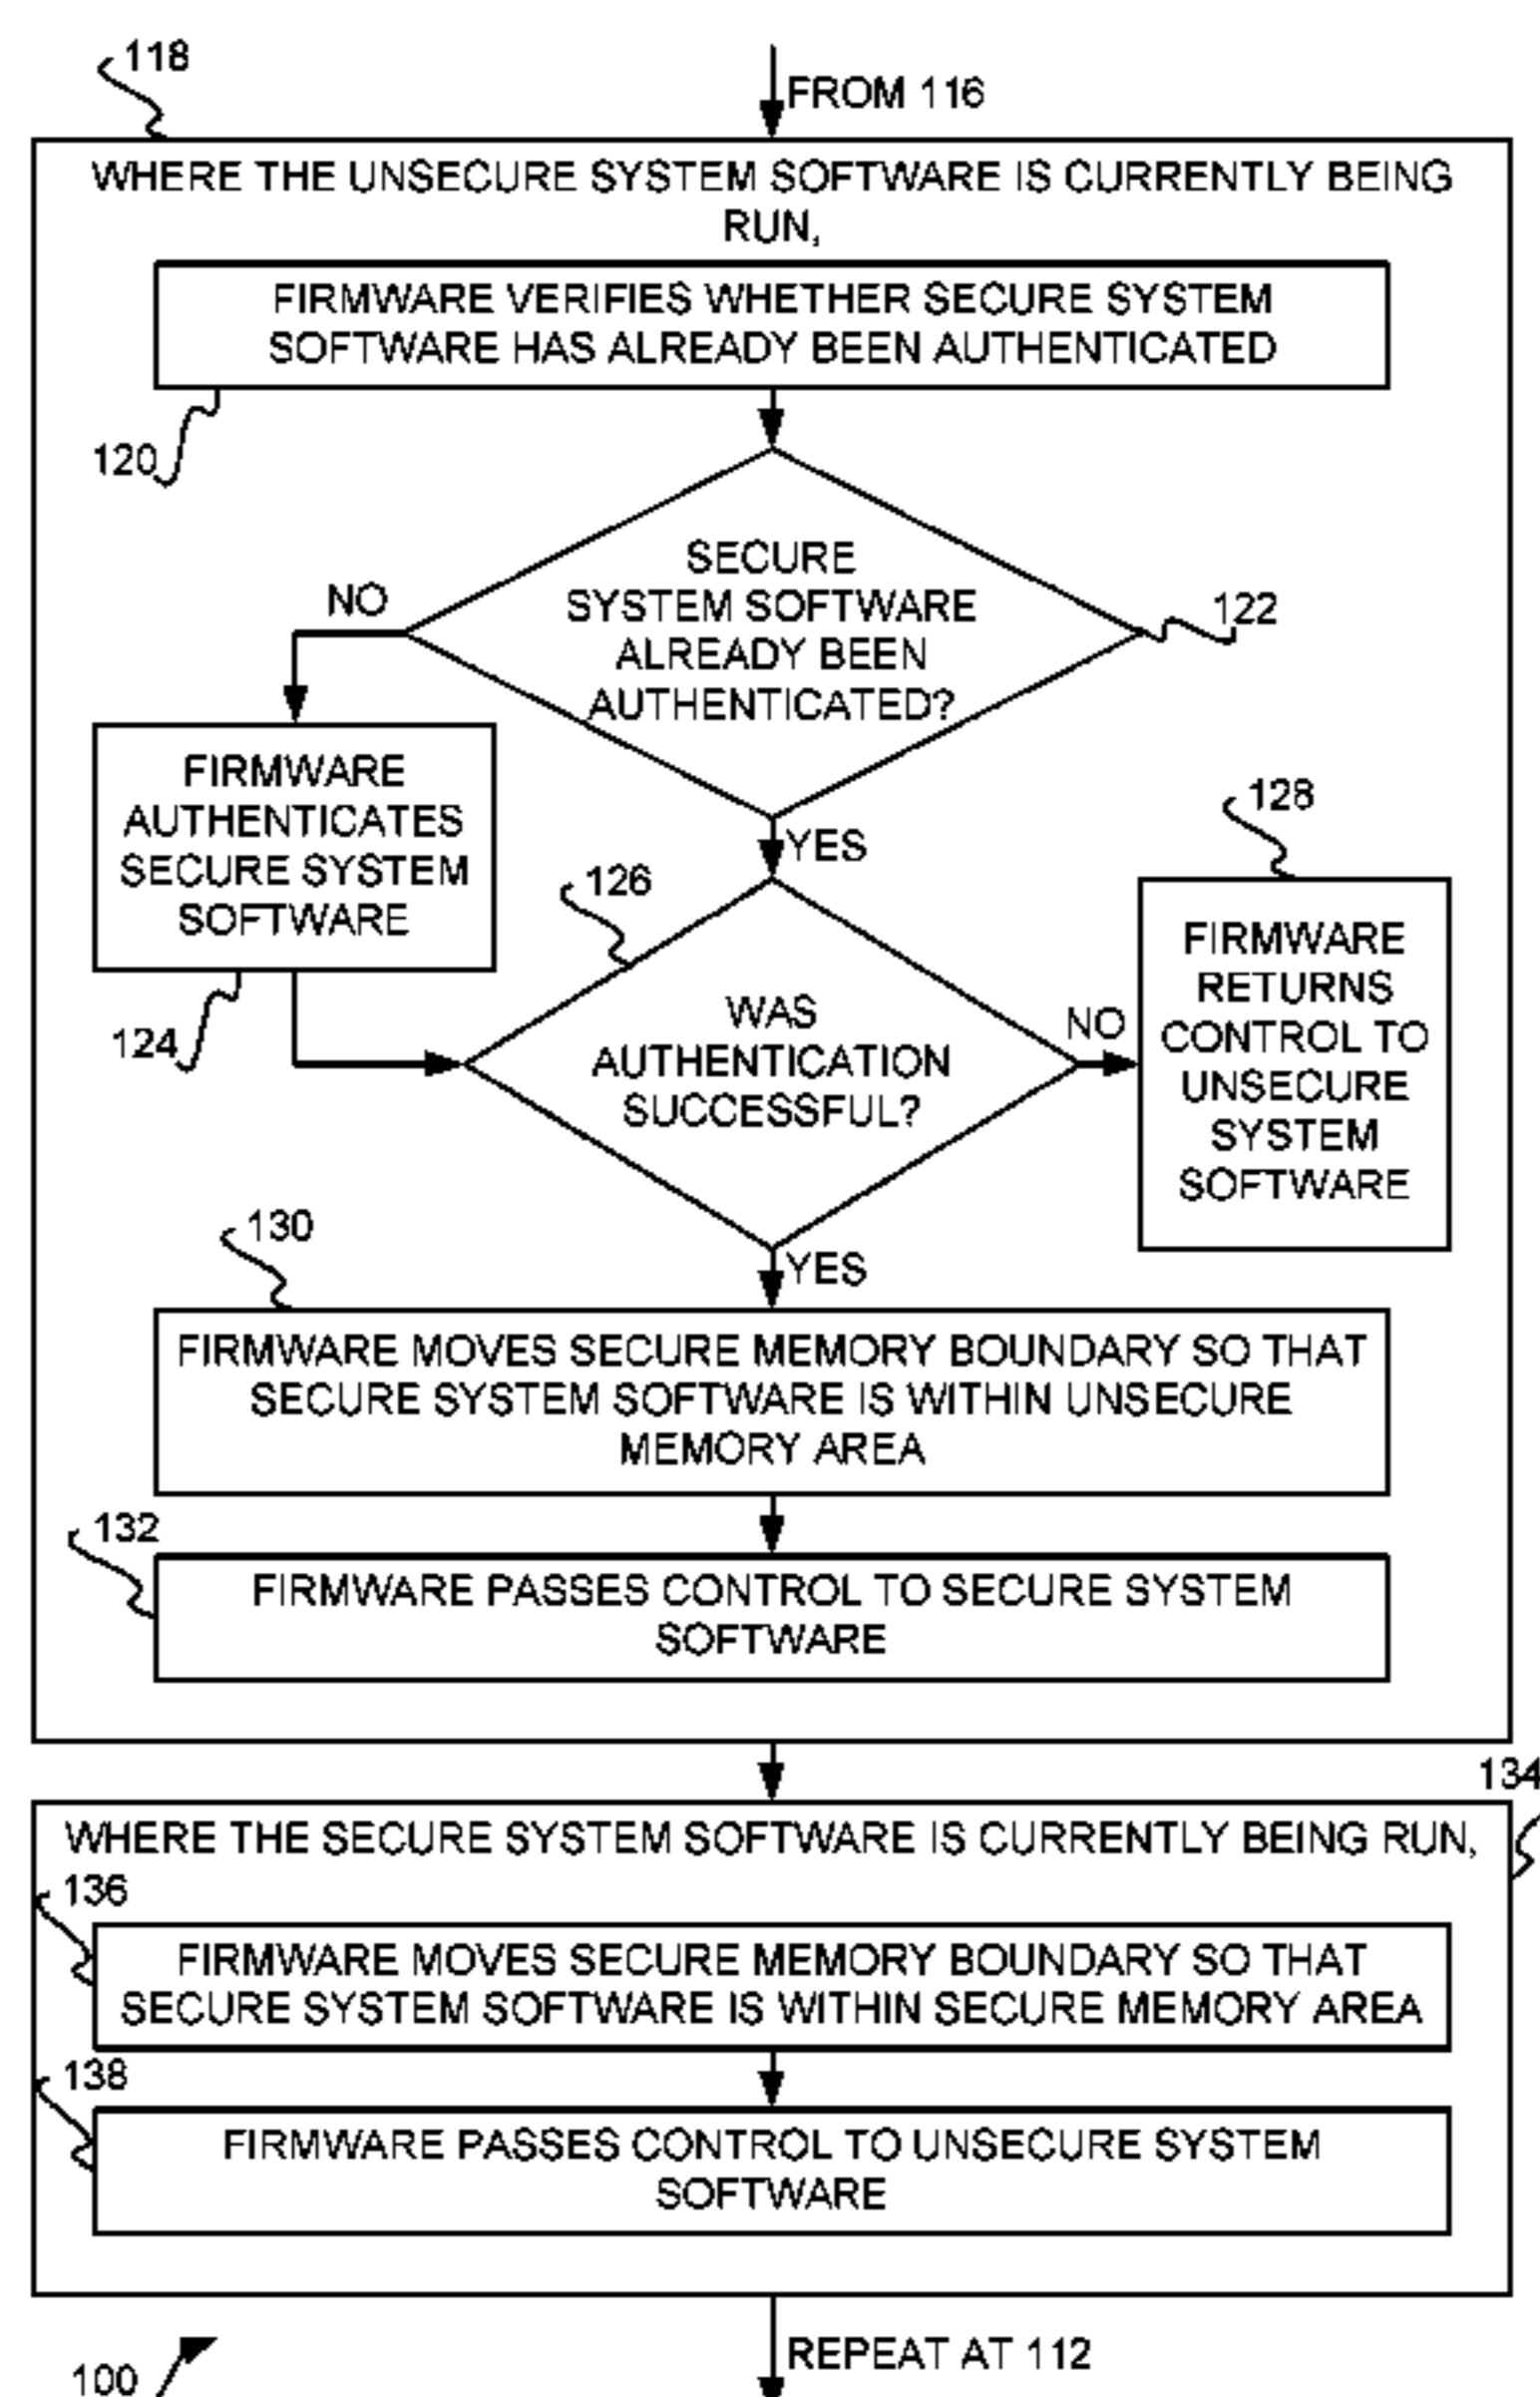 118
FROM 116
WHERE THE UNSECURE SYSTEM SOFTWARE IS CURRENTLY BEING
RUN,
FIRMWARE VERIFIES WHETHER SECURE SYSTEM
SOFTWARE HAS ALREADY BEEN AUTHENTICATED
120
SECURE
SYSTEM SOFTWARE
ALREADY BEEN
AUTHENTICATED?
122
NO
FIRMWARE
AUTHENTICATES
SECURE SYSTEM
SOFTWARE
124
YES
126
WAS
AUTHENTICATION
SUCCESSFUL?
NO
128
FIRMWARE
RETURNS
CONTROL TO
UNSECURE
SYSTEM
SOFTWARE
YES
130
FIRMWARE MOVES SECURE MEMORY BOUNDARY SO THAT
SECURE SYSTEM SOFTWARE IS WITHIN UNSECURE
MEMORY AREA
132
FIRMWARE PASSES CONTROL TO SECURE SYSTEM
SOFTWARE
134
WHERE THE SECURE SYSTEM SOFTWARE IS CURRENTLY BEING RUN,
136
FIRMWARE MOVES SECURE MEMORY BOUNDARY SO THAT
SECURE SYSTEM SOFTWARE IS WITHIN SECURE MEMORY AREA
138
FIRMWARE PASSES CONTROL TO UNSECURE SYSTEM
SOFTWARE
REPEAT AT 112
100